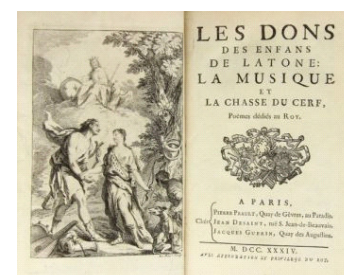 LES DONS
DES ENFANS
DE LATONE:
LA MUSIQUE
ET
LA CHASSE DU CERF,
Poëmes dédiés au ROY.
A PARIS,
PIERRE PRAULT, Quay de Gêvres, au Paradis.
Chés JEAN DESAINT, ruë S. Jean-de-Beauvais.
JACQUES GUERIN, Quay des Augustins.
M. DCC. XXXIV.
AVEC APPROBATION ET PRIVILEGE DU ROY.